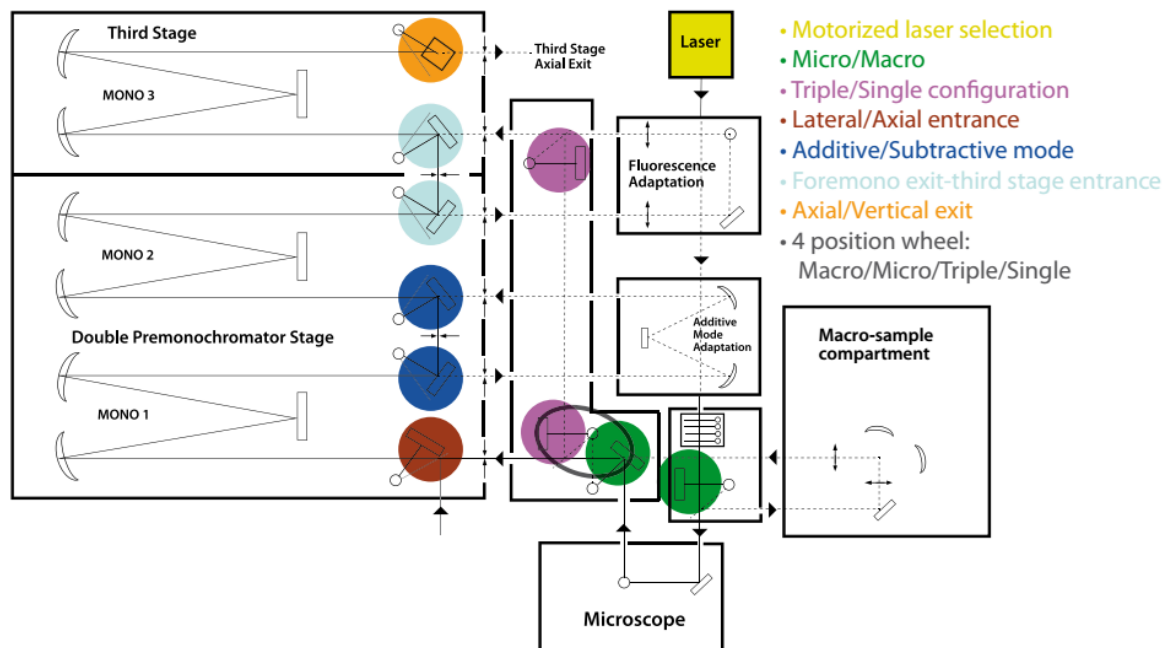 Third Stage
MONO 3
Third Stage
Axial Exit
Laser
• Motorized laser selection
• Micro/Macro
• Triple/Single configuration
• Lateral/Axial entrance
• Additive/Subtractive mode
• Foremono exit-third stage entrance
• Axial/Vertical exit
• 4 position wheel:
Macro/Micro/Triple/Single
Fluorescence
Adaptation
MONO 2
Double Premonochromator Stage
MONO 1
Additive
Mode
Adaptation
Macro-sample
compartment
Microscope